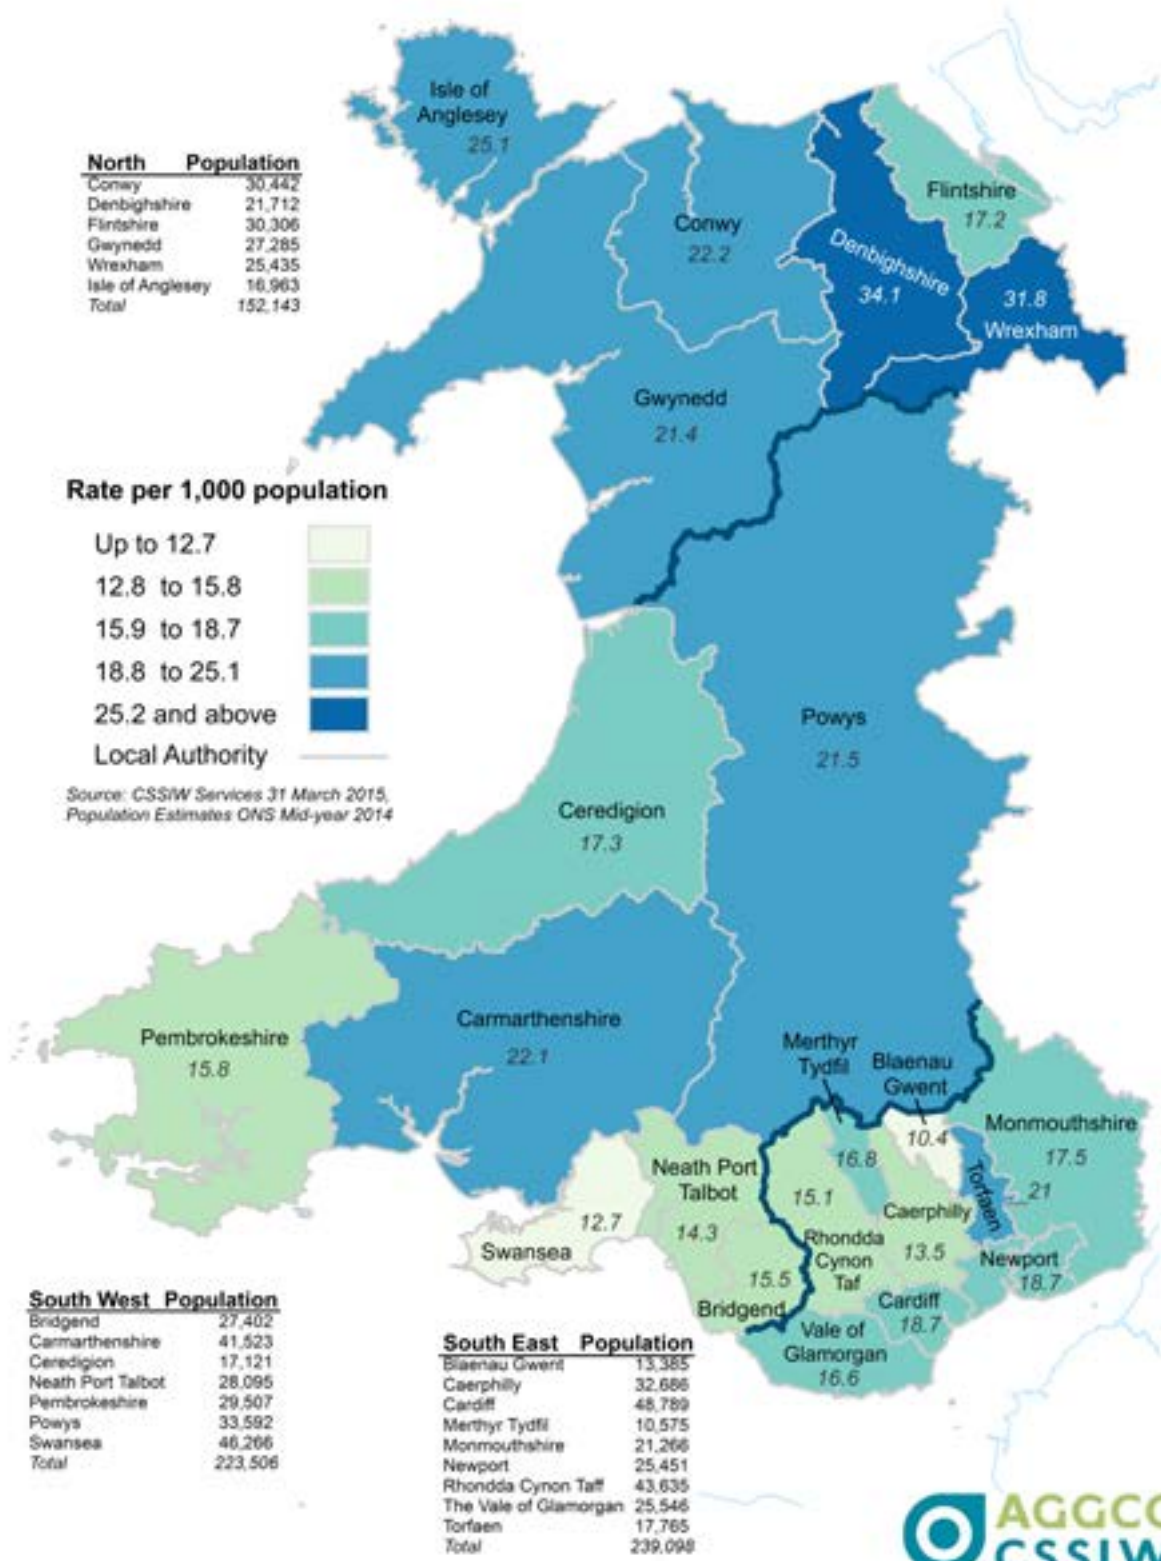 Isle of
Anglesey
25.1
North Population
Conwy 30,442
Denbighshire 21,712
Flintshire 30,306
Gwynedd 27,285
Wrexham 25,435
Isle of Anglesey 16,963
Total 152,143
Flintshire
17.2
Conwy
22.2
Denbighshire
34.1
31.8
Wrexham
Gwynedd
21.4
Rate per 1,000 population
Up to 12.7
12.8 to 15.8
15.9 to 18.7
18.8 to 25.1
25.2 and above
Local Authority
Source: CSSIW Services 31 March 2015,
Population Estimates ONS Mid-year 2014
Powys
21.5
Ceredigion
17.3
Carmarthenshire
22.1
Pembrokeshire
15.8
Merthyr
Tydfil
16.8
Blaenau
Gwent
10.4
Monmouthshire
17.5
Torfaen
21
Neath Port
Talbot
14.3
15.1
Rhondda
Cynon
Taf
Caerphilly
13.5
Swansea
12.7
15.5
Bridgend
Newport
18.7
Cardiff
18.7
Vale of
Glamorgan
16.6
South West Population
Bridgend 27,402
Carmarthenshire 41,523
Ceredigion 17,121
Neath Port Talbot 28,095
Pembrokeshire 29,507
Powys 33,592
Swansea 46,266
Total 223,506
South East Population
Blaenau Gwent 13,385
Caerphilly 32,686
Cardiff 48,789
Merthyr Tydfil 10,575
Monmouthshire 21,266
Newport 25,451
Rhondda Cynon Taff 43,635
The Vale of Glamorgan 25,546
Torfaen 17,765
Total 239,098
AGGCC
CSSIW